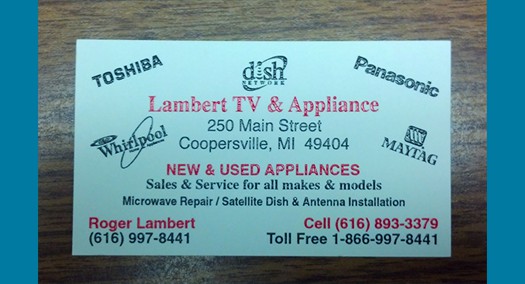 TOSHIBA
dish
NETWORK
Panasonic
Lambert TV & Appliance
250 Main Street
Coopersville, MI 49404
Whirlpool
MAYTAG
NEW & USED APPLIANCES
Sales & Service for all makes & models
Microwave Repair / Satellite Dish & Antenna Installation
Roger Lambert
(616) 997-8441
Cell (616) 893-3379
Toll Free 1-866-997-8441